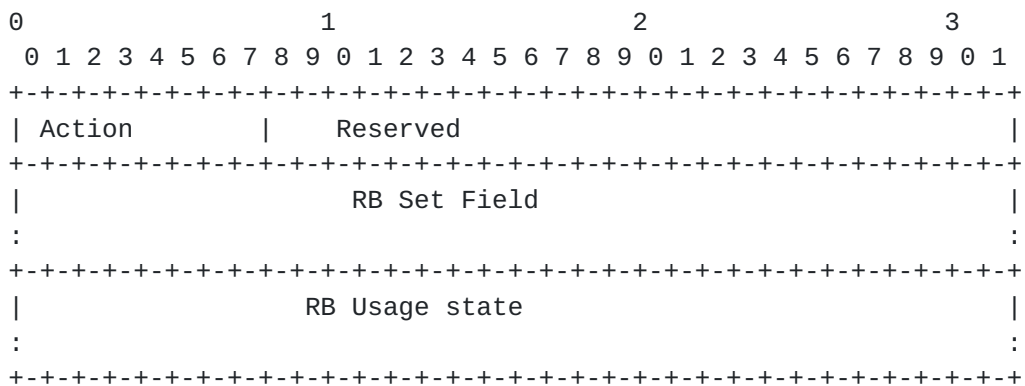 0                   1                   2                   3
 0 1 2 3 4 5 6 7 8 9 0 1 2 3 4 5 6 7 8 9 0 1 2 3 4 5 6 7 8 9 0 1
+-+-+-+-+-+-+-+-+-+-+-+-+-+-+-+-+-+-+-+-+-+-+-+-+-+-+-+-+-+-+-+-+
| Action        |    Reserved                                   |
+-+-+-+-+-+-+-+-+-+-+-+-+-+-+-+-+-+-+-+-+-+-+-+-+-+-+-+-+-+-+-+-+
|                     RB Set Field                              |
:                                                               :
+-+-+-+-+-+-+-+-+-+-+-+-+-+-+-+-+-+-+-+-+-+-+-+-+-+-+-+-+-+-+-+-+
|                  RB Usage state                               |
:                                                               :
+-+-+-+-+-+-+-+-+-+-+-+-+-+-+-+-+-+-+-+-+-+-+-+-+-+-+-+-+-+-+-+-+